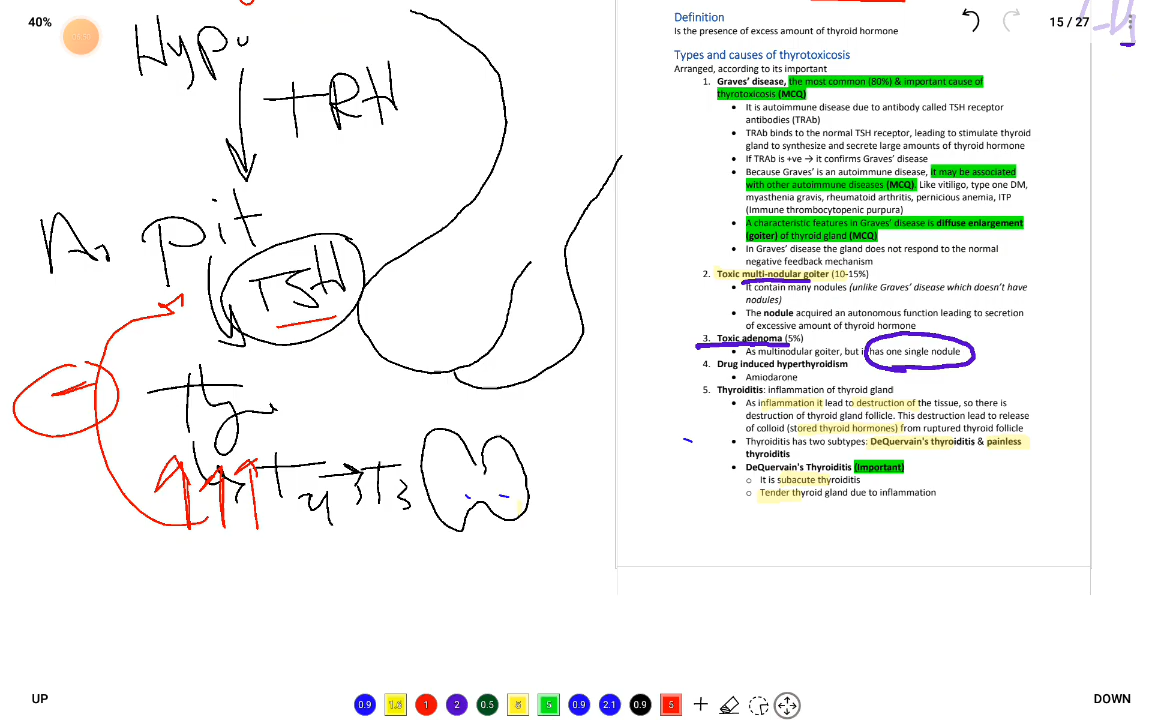 40%
15 / 27
Hypo
TRH
A. pit
TSH
thy
T4 → T3
Definition
Is the presence of excess amount of thyroid hormone
Types and causes of thyrotoxicosis
Arranged, according to its important
1. Graves' disease, the most common (80%) & important cause of
thyrotoxicosis (MCQ)
• It is autoimmune disease due to antibody called TSH receptor
antibodies (TRAb)
• TRAb binds to the normal TSH receptor, leading to stimulate thyroid
gland to synthesize and secrete large amounts of thyroid hormone
• If TRAb is +ve → it confirms Graves' disease
• Because Graves' is an autoimmune disease, it may be associated
with other autoimmune diseases (MCQ). Like vitiligo, type one DM,
myasthenia gravis, rheumatoid arthritis, pernicious anemia, ITP
(Immune thrombocytopenic purpura)
• A characteristic features in Graves' disease is diffuse enlargement
(goiter) of thyroid gland (MCQ)
• In Graves' disease the gland does not respond to the normal
negative feedback mechanism
2. Toxic multi-nodular goiter (10-15%)
• It contain many nodules (unlike Graves' disease which doesn't have
nodules)
• The nodule acquired an autonomous function leading to secretion
of excessive amount of thyroid hormone
3. Toxic adenoma (5%)
• As multinodular goiter, but it has one single nodule
4. Drug induced hyperthyroidism
• Amiodarone
5. Thyroiditis: inflammation of thyroid gland
• As inflammation it lead to destruction of the tissue, so there is
destruction of thyroid gland follicle. This destruction lead to release
of colloid (stored thyroid hormones) from ruptured thyroid follicle
• Thyroiditis has two subtypes: DeQuervain's thyroiditis & painless
thyroiditis
• DeQuervain's Thyroiditis (Important)
o It is subacute thyroiditis
o Tender thyroid gland due to inflammation
UP
0.9
1.6
1
2
0.5
5
5
0.9
2.1
0.9
5
DOWN